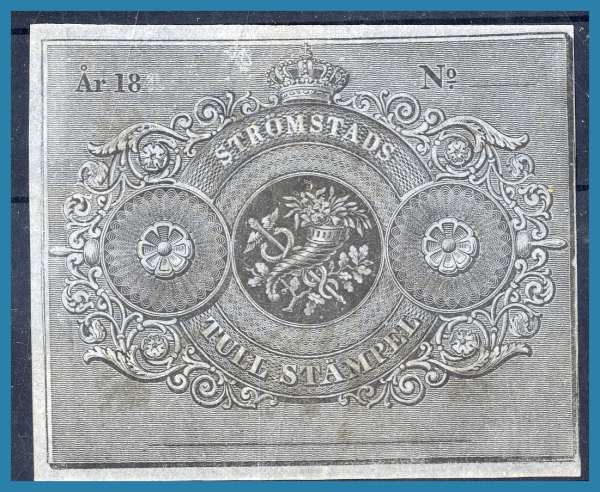 År 18
No
STRÖMSTADS
TULL STÄMPEL